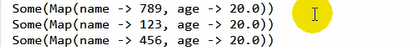 Some(Map(name -> 789, age -> 20.0))
Some(Map(name -> 123, age -> 20.0))
Some(Map(name -> 456, age -> 20.0))